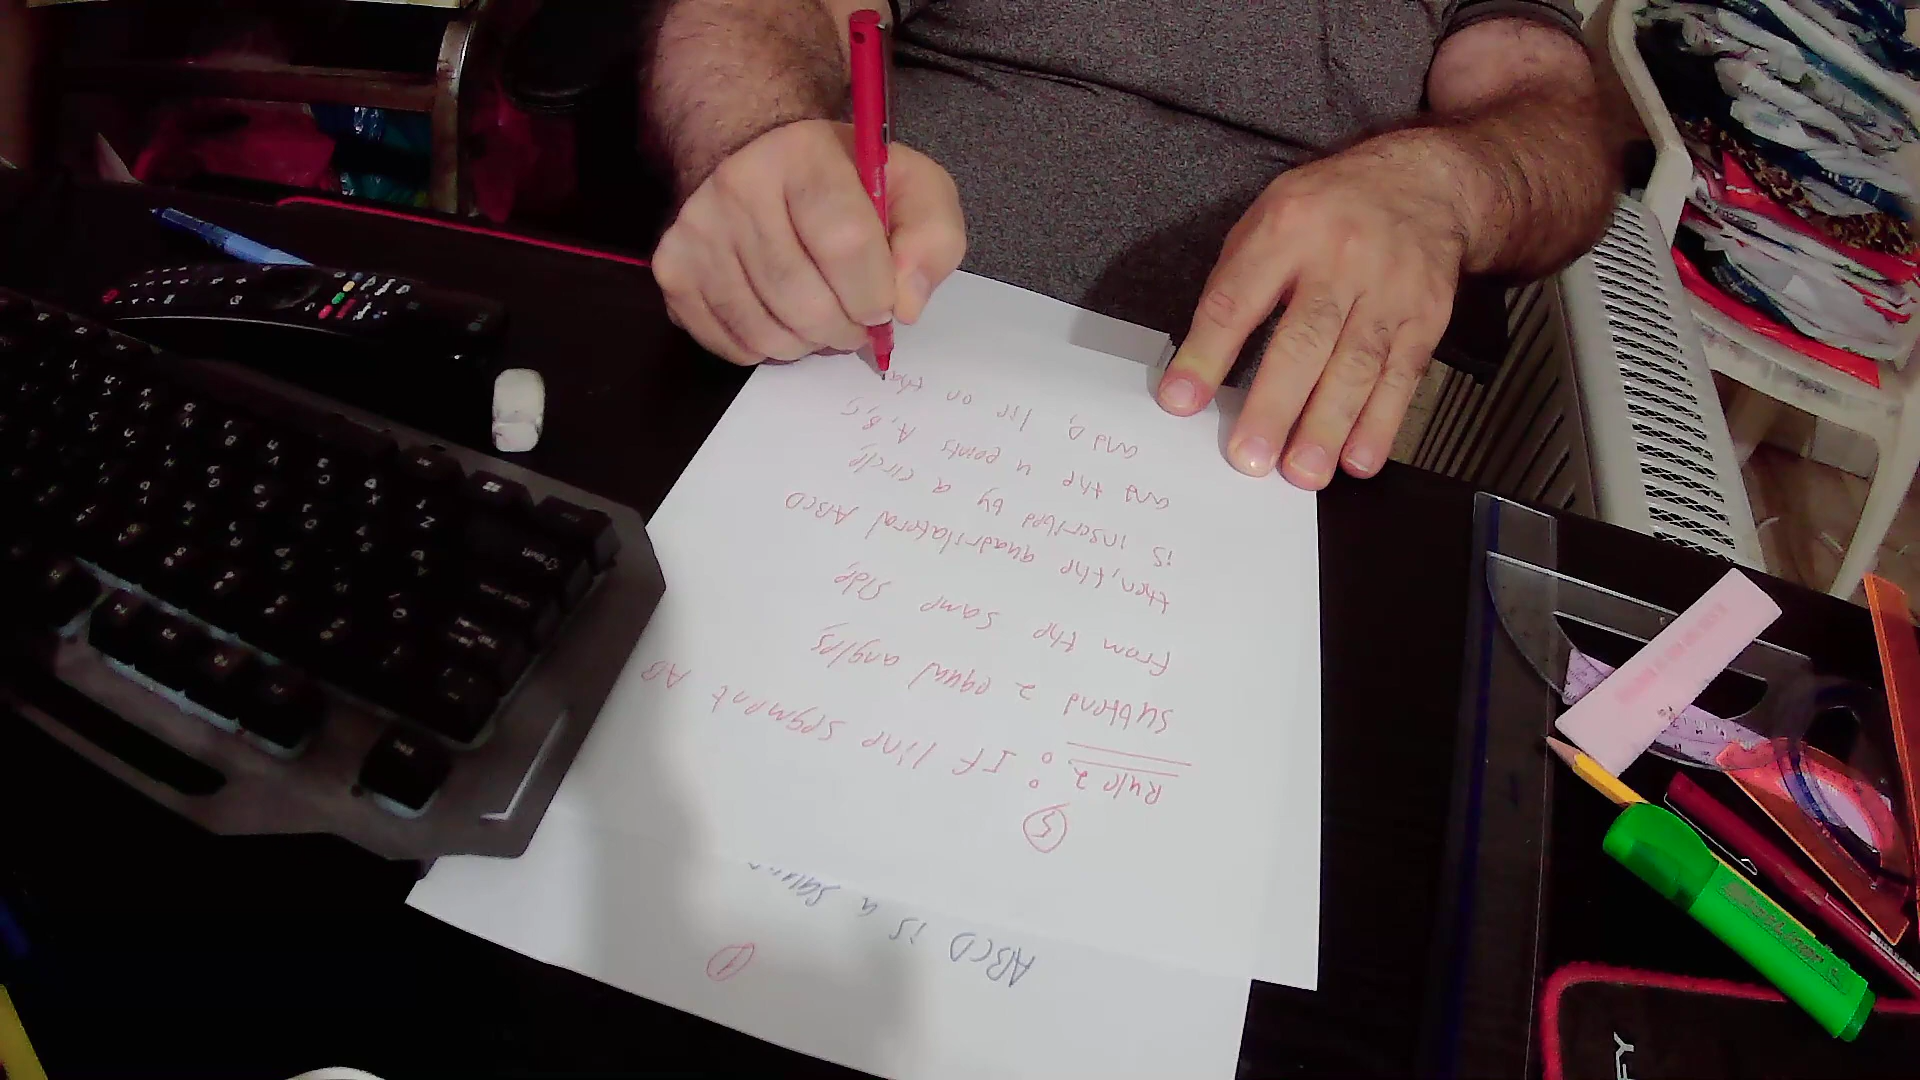 ①
ABCD is a
⑤
Rule 2 : If line segment AB
subtend 2 equal angles
from the same side,
then, the quadrilateral ABCD
is inscribed by a circle,
and the 4 points A, B, C,
and D, lie on the